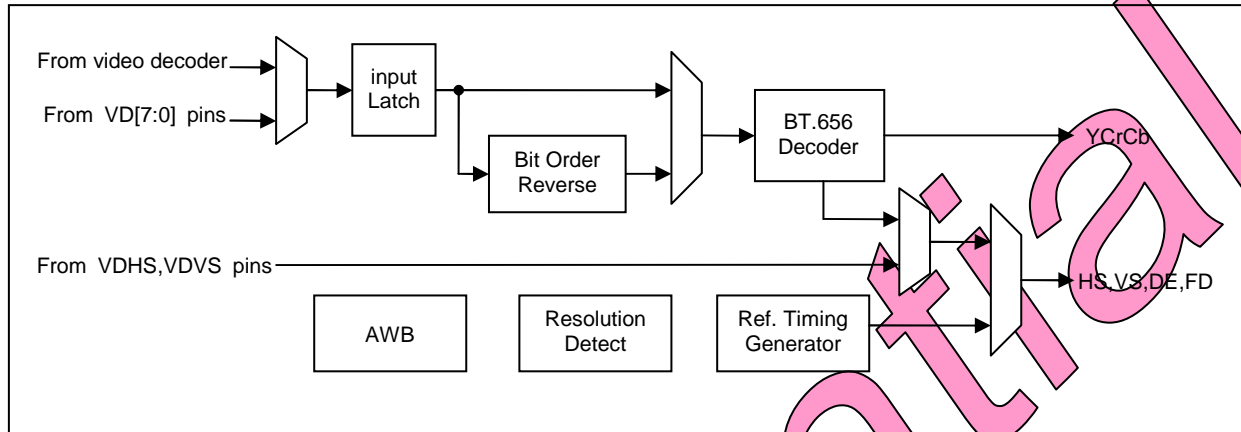 From video decoder
From VD[7:0] pins
input
Latch
Bit Order
Reverse
BT.656
Decoder
YCrCb
From VDHS,VDVS pins
HS,VS,DE,FD
AWB
Resolution
Detect
Ref. Timing
Generator